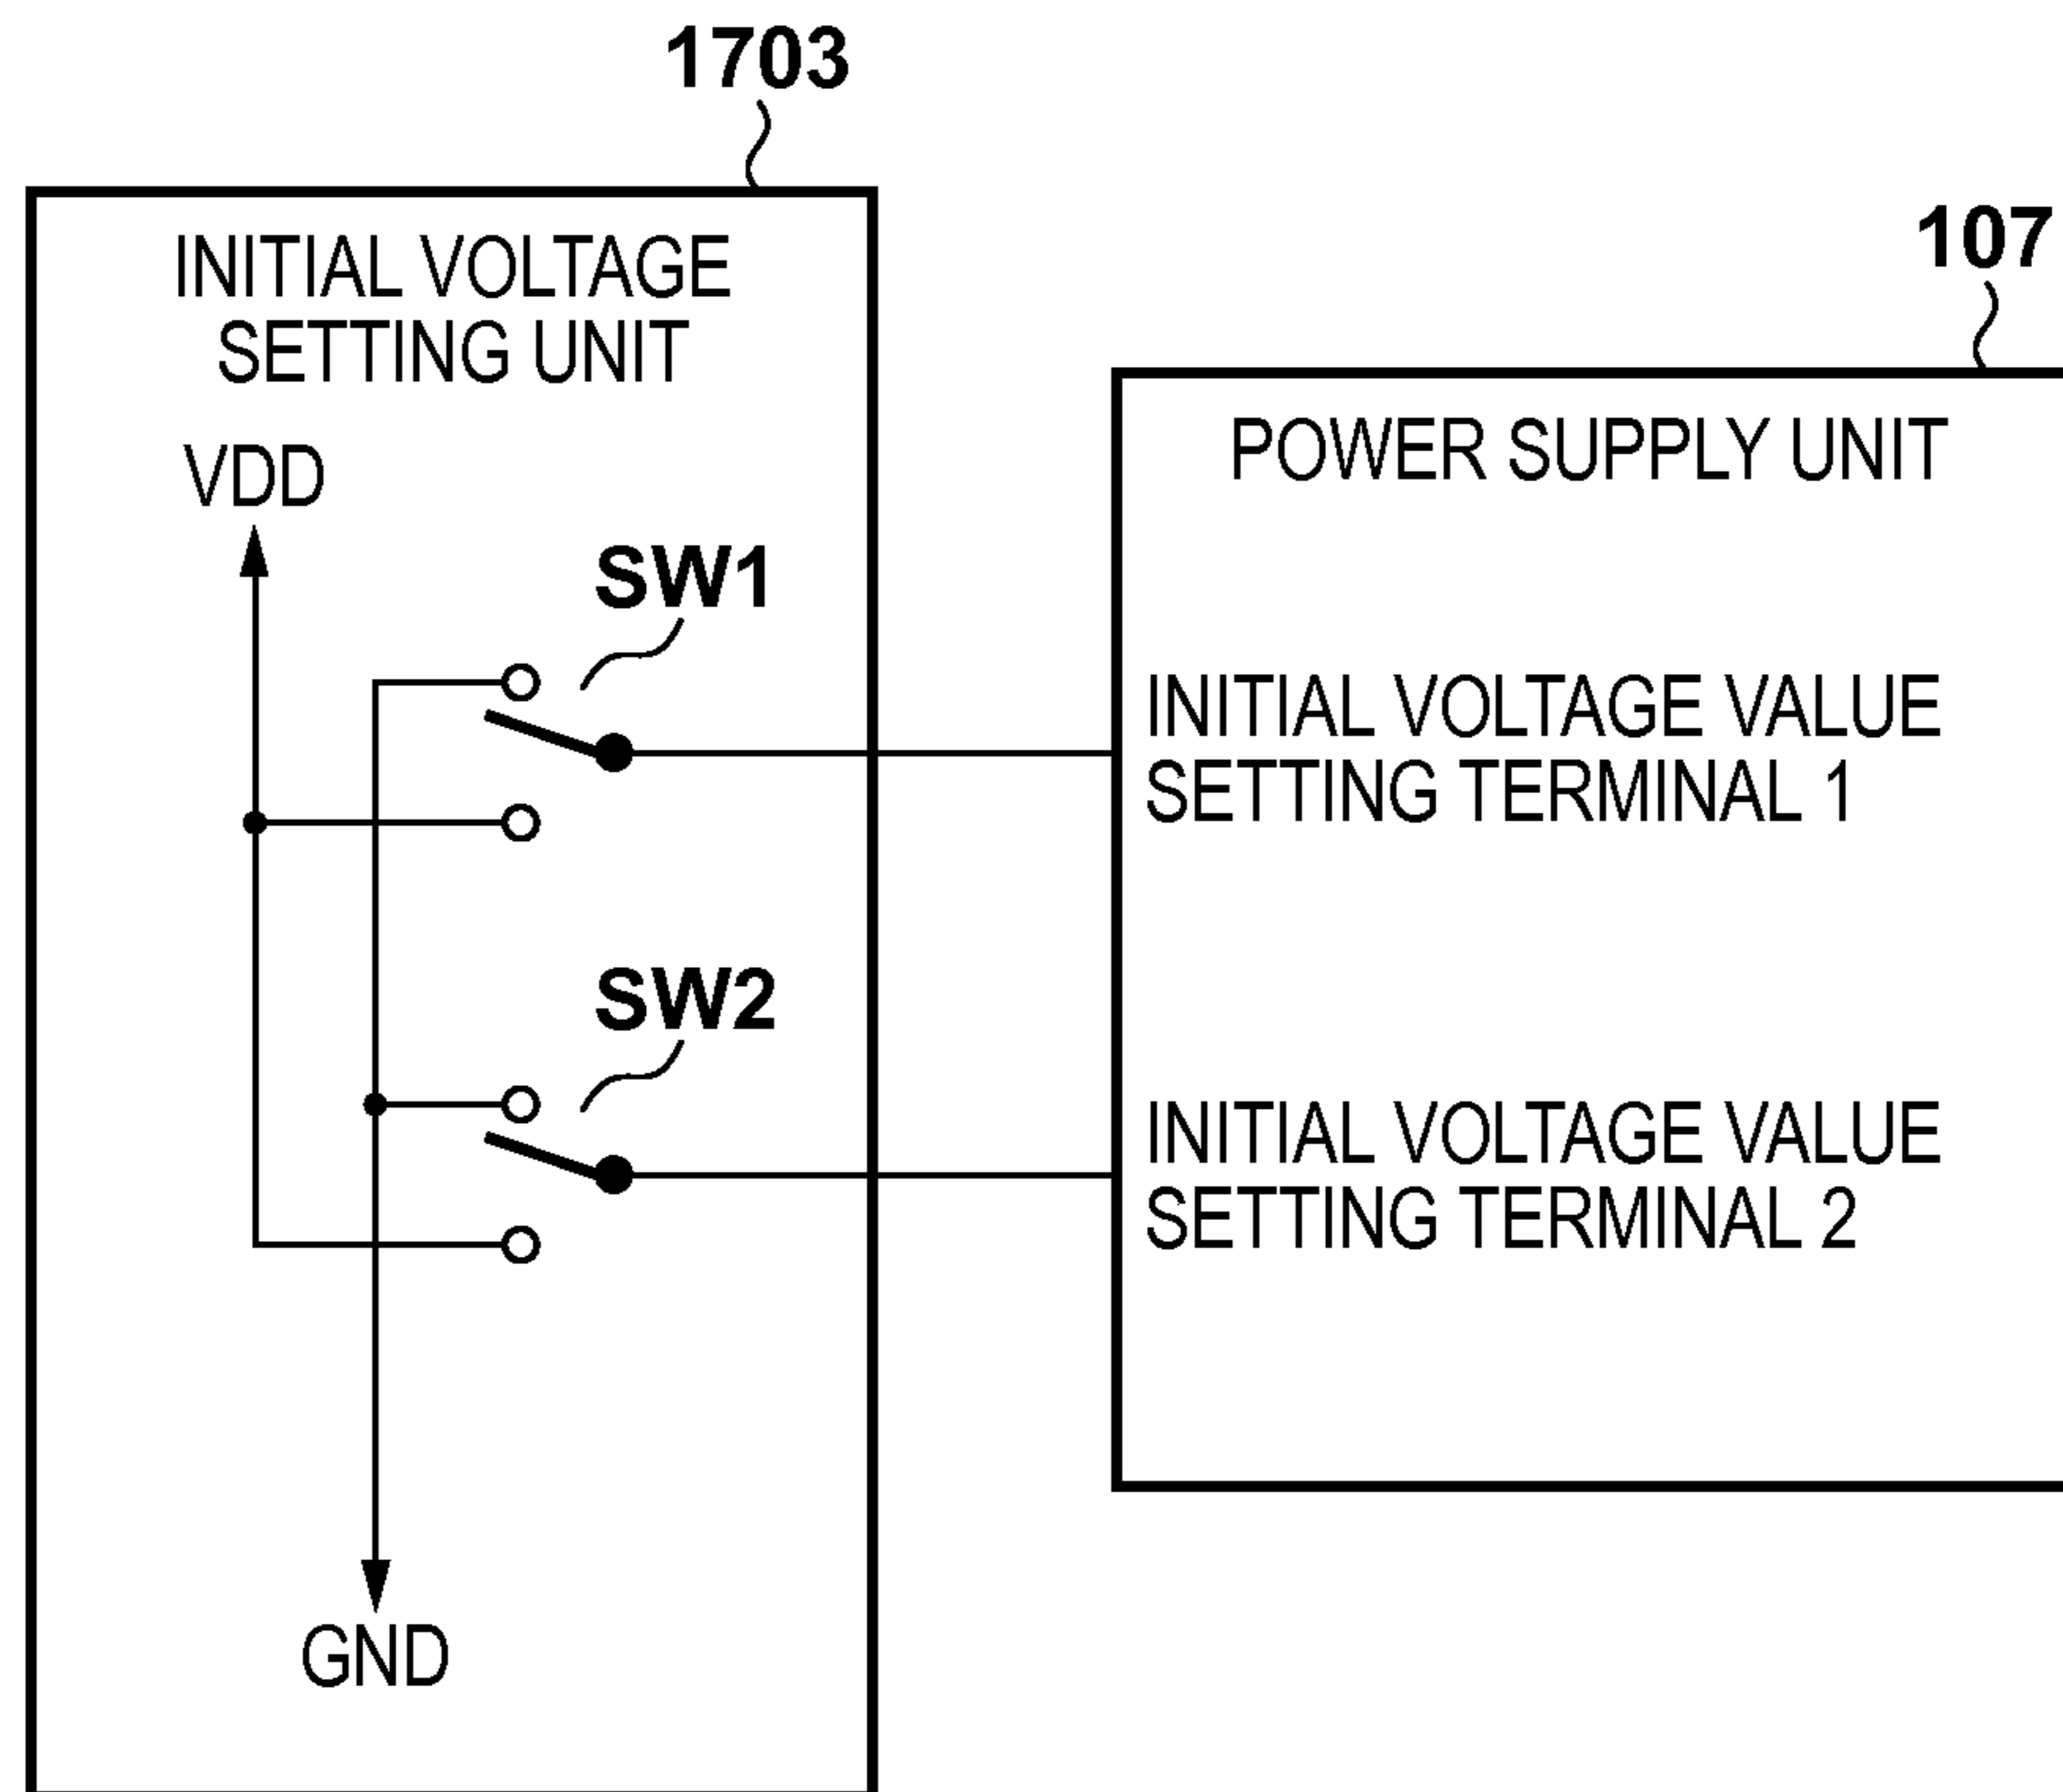 1703
INITIAL VOLTAGE
SETTING UNIT
VDD
SW1
SW2
GND
107
POWER SUPPLY UNIT
INITIAL VOLTAGE VALUE
SETTING TERMINAL 1
INITIAL VOLTAGE VALUE
SETTING TERMINAL 2